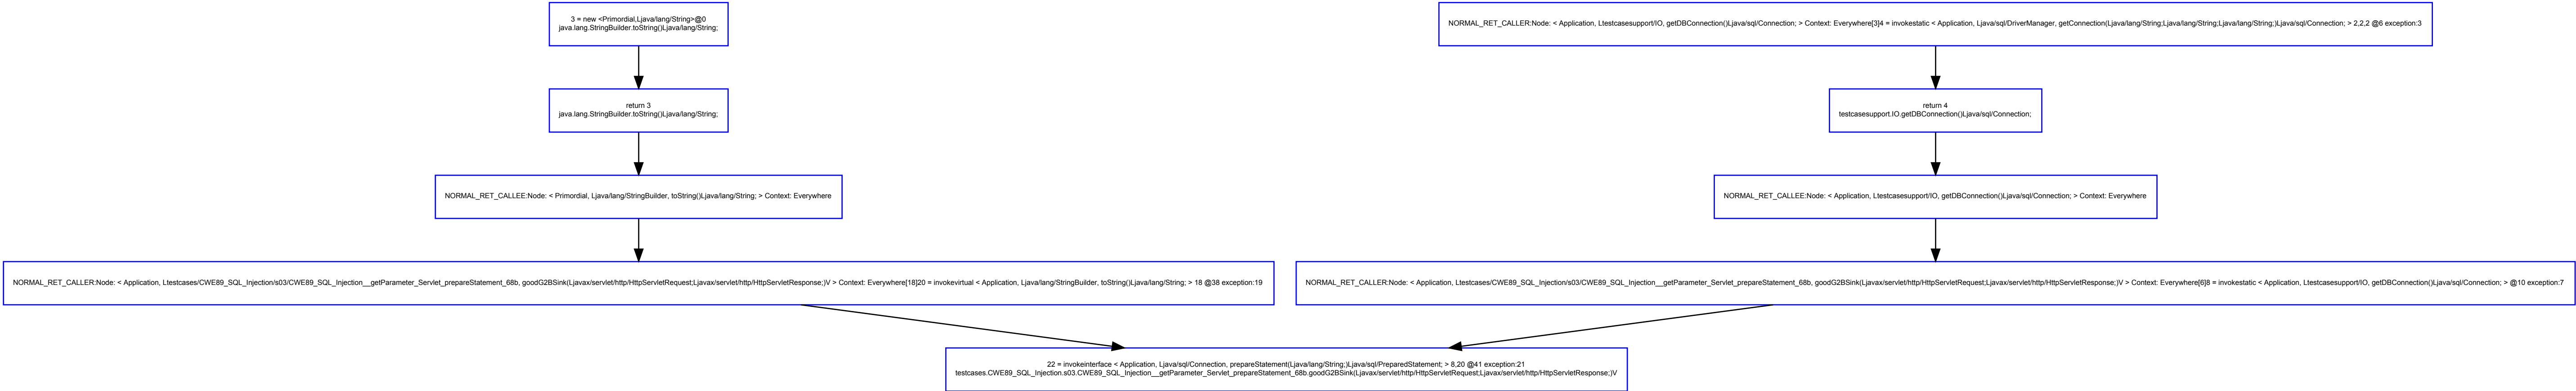 3 = new <Primordial,Ljava/lang/String>@0
java.lang.StringBuilder.toString()Ljava/lang/String;
NORMAL_RET_CALLER:Node: < Application, Ltestcasesupport/IO, getDBConnection()Ljava/sql/Connection; > Context: Everywhere[3]4 = invokestatic < Application, Ljava/sql/DriverManager, getConnection(Ljava/lang/String;Ljava/lang/String;Ljava/lang/String;)Ljava/sql/Connection; > 2,2,2 @6 exception:3
return 3
java.lang.StringBuilder.toString()Ljava/lang/String;
return 4
testcasesupport.IO.getDBConnection()Ljava/sql/Connection;
NORMAL_RET_CALLEE:Node: < Primordial, Ljava/lang/StringBuilder, toString()Ljava/lang/String; > Context: Everywhere
NORMAL_RET_CALLEE:Node: < Application, Ltestcasesupport/IO, getDBConnection()Ljava/sql/Connection; > Context: Everywhere
NORMAL_RET_CALLER:Node: < Application, Ltestcases/CWE89_SQL_Injection/s03/CWE89_SQL_Injection__getParameter_Servlet_prepareStatement_68b, goodG2BSink(Ljavax/servlet/http/HttpServletRequest;Ljavax/servlet/http/HttpServletResponse;)V > Context: Everywhere[18]20 = invokevirtual < Application, Ljava/lang/StringBuilder, toString()Ljava/lang/String; > 18 @38 exception:19
NORMAL_RET_CALLER:Node: < Application, Ltestcases/CWE89_SQL_Injection/s03/CWE89_SQL_Injection__getParameter_Servlet_prepareStatement_68b, goodG2BSink(Ljavax/servlet/http/HttpServletRequest;Ljavax/servlet/http/HttpServletResponse;)V > Context: Everywhere[6]8 = invokestatic < Application, Ltestcasesupport/IO, getDBConnection()Ljava/sql/Connection; > @10 exception:7
22 = invokeinterface < Application, Ljava/sql/Connection, prepareStatement(Ljava/lang/String;)Ljava/sql/PreparedStatement; > 8,20 @41 exception:21
testcases.CWE89_SQL_Injection.s03.CWE89_SQL_Injection__getParameter_Servlet_prepareStatement_68b.goodG2BSink(Ljavax/servlet/http/HttpServletRequest;Ljavax/servlet/http/HttpServletResponse;)V